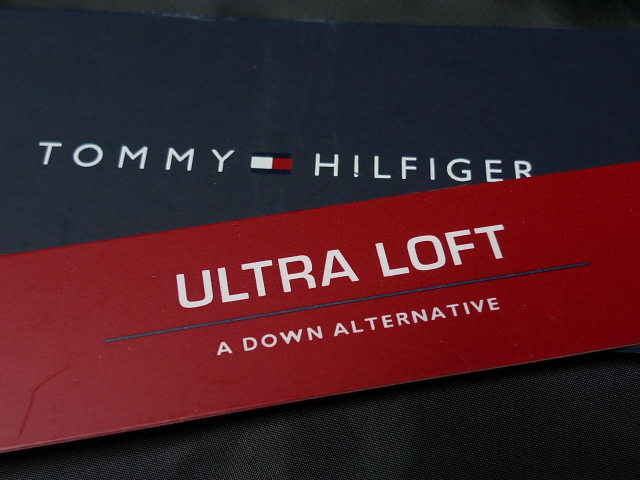 TOMMY HILFIGER
ULTRA LOFT
A DOWN ALTERNATIVE